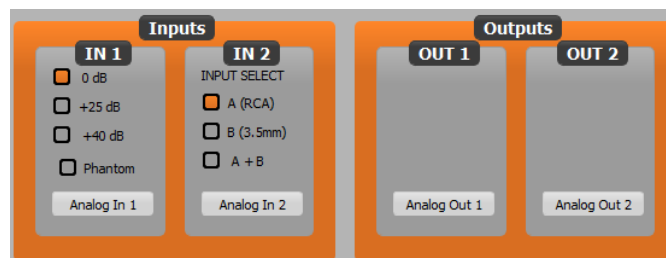 Inputs
IN 1
0 dB
+25 dB
+40 dB
Phantom
Analog In 1
IN 2
INPUT SELECT
A (RCA)
B (3.5mm)
A + B
Analog In 2
Outputs
OUT 1
Analog Out 1
OUT 2
Analog Out 2